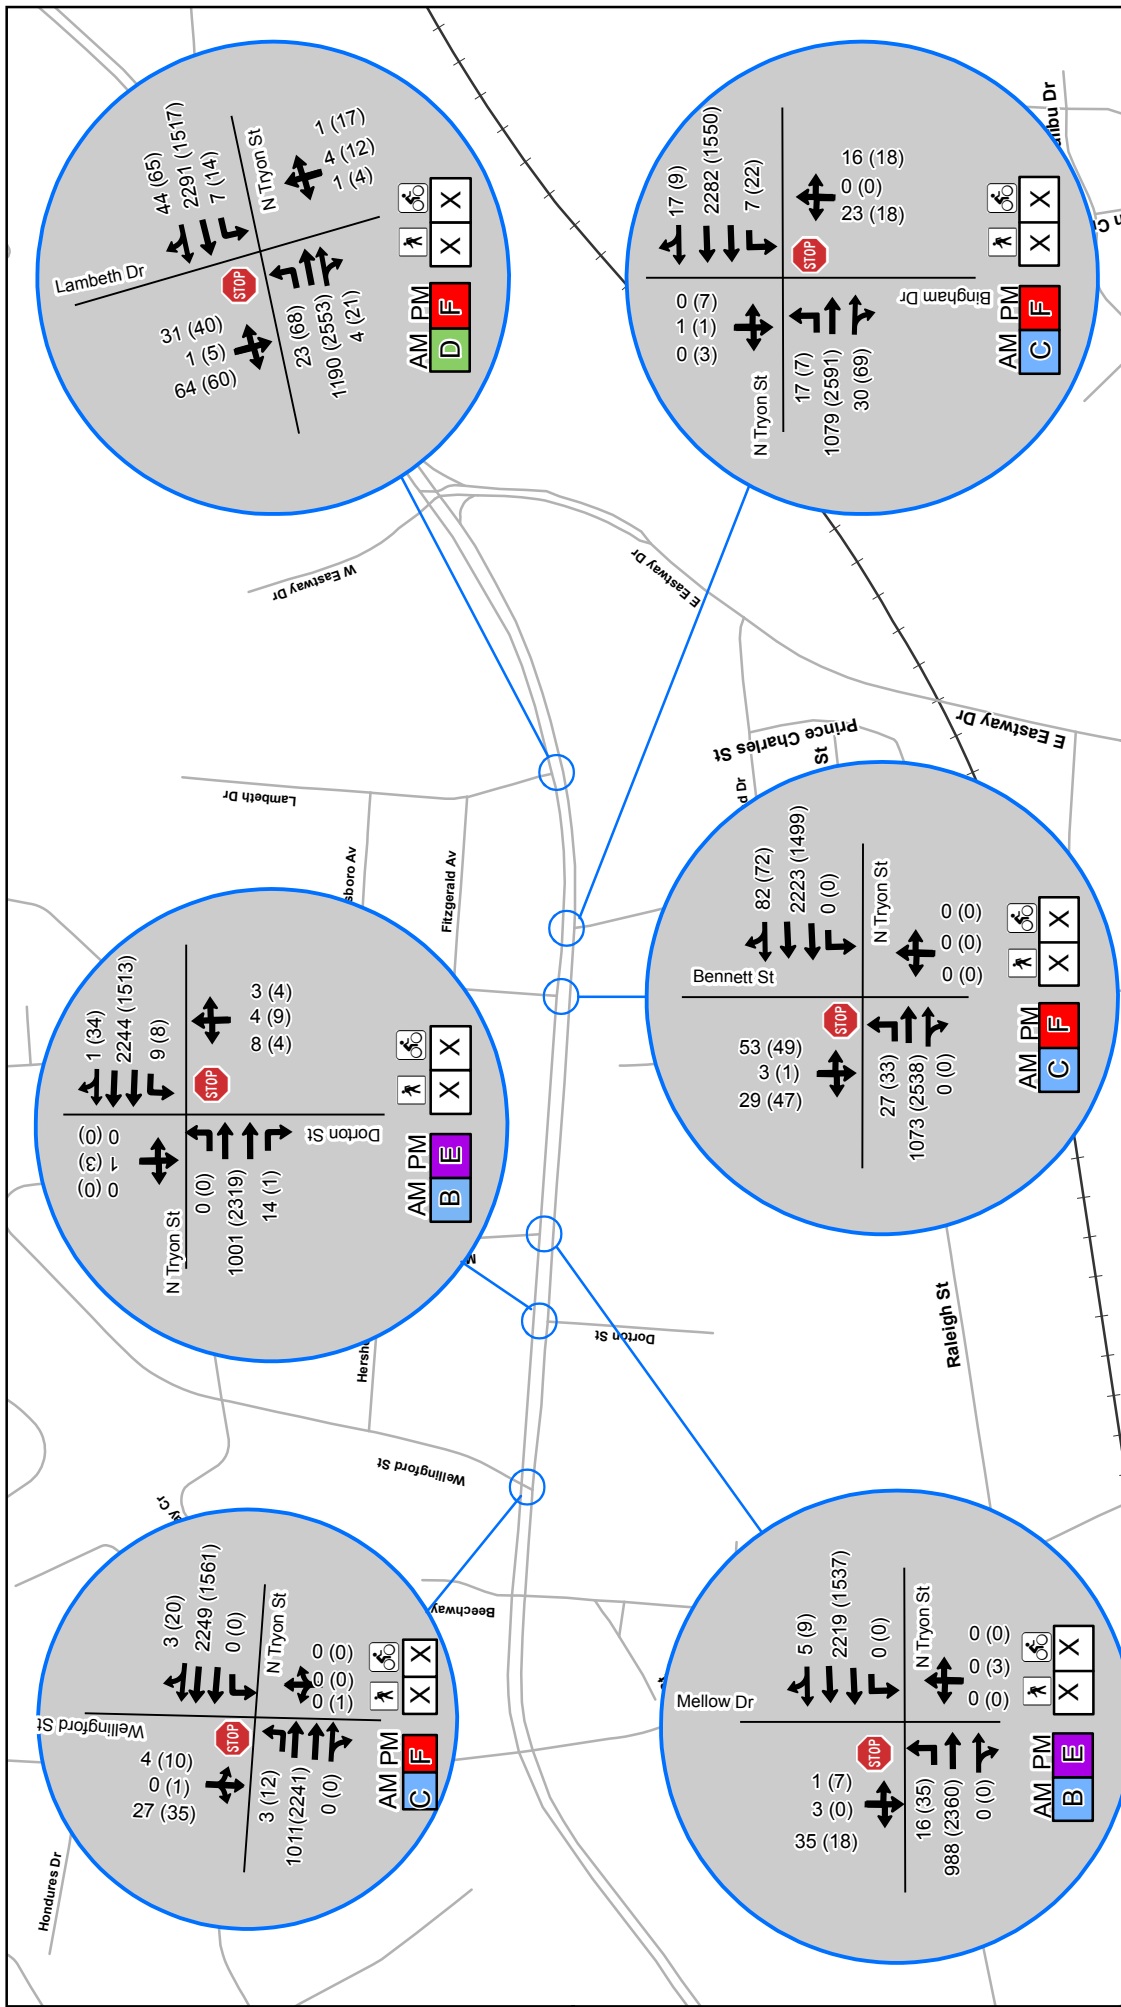 Lambeth Dr
44 (65)
2291 (1517)
7 (14)
N Tryon St
1 (17)
4 (12)
1 (4)
STOP
31 (40)
1 (5)
64 (60)
23 (68)
1190 (2553)
4 (21)
AM PM
D F
X X
17 (9)
2282 (1550)
7 (22)
16 (18)
0 (0)
23 (18)
STOP
0 (7)
1 (1)
0 (3)
N Tryon St
17 (7)
1079 (2591)
30 (69)
Bingham Dr
AM PM
C F
X X
W Eastway Dr
E Eastway Dr
E Eastway Dr
Prince Charles St
St
d Dr
Lambeth Dr
sboro Av
Fitzgerald Av
1 (34)
2244 (1513)
9 (8)
3 (4)
4 (9)
8 (4)
STOP
0 (0)
1 (3)
0 (0)
N Tryon St
0 (0)
1001 (2319)
14 (1)
Dorton St
AM PM
B E
X X
Bennett St
82 (72)
2223 (1499)
0 (0)
N Tryon St
0 (0)
0 (0)
0 (0)
STOP
53 (49)
3 (1)
29 (47)
27 (33)
1073 (2538)
0 (0)
AM PM
C F
X X
M
Hersh
Dorton St
Raleigh St
Wellingford St
ay Cr
Beechway
Hondures Dr
Wellingford St
3 (20)
2249 (1561)
0 (0)
N Tryon St
0 (0)
0 (0)
0 (1)
STOP
4 (10)
0 (1)
27 (35)
3 (12)
1011(2241)
0 (0)
AM PM
C F
X X
Mellow Dr
5 (9)
2219 (1537)
0 (0)
N Tryon St
0 (0)
0 (3)
0 (0)
STOP
1 (7)
3 (0)
35 (18)
16 (35)
988 (2360)
0 (0)
AM PM
B E
X X